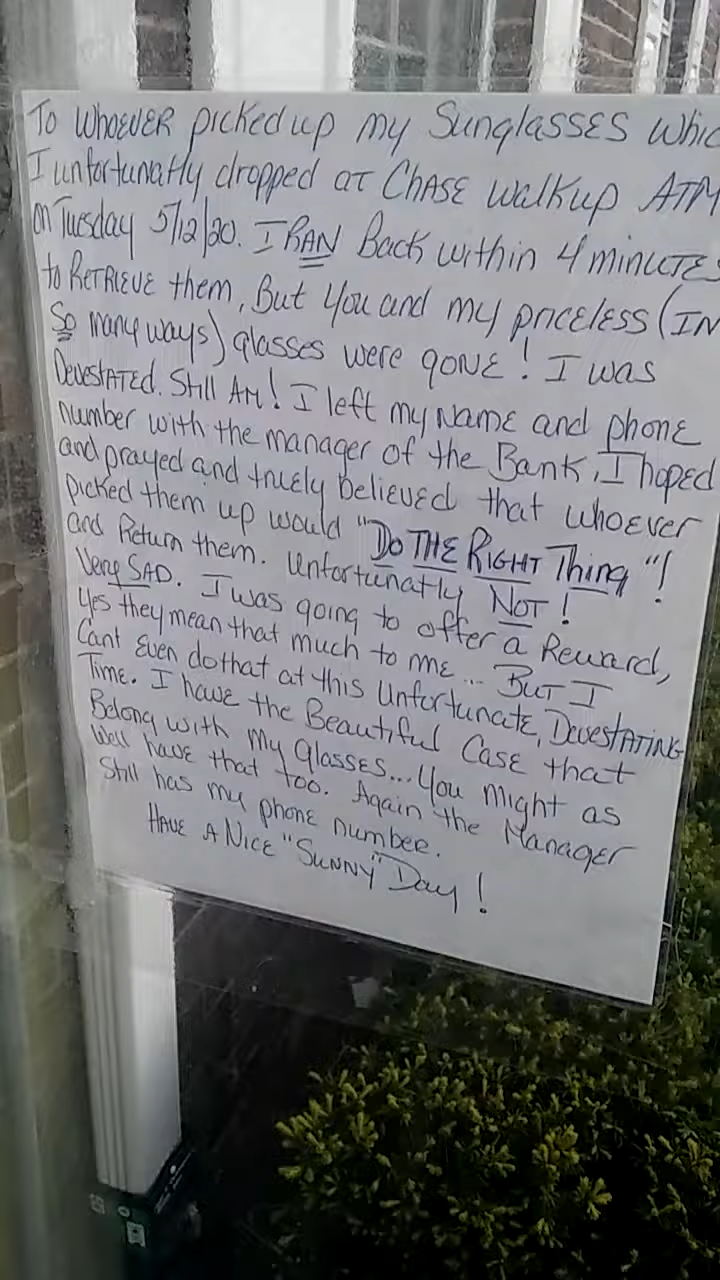 To WHOEVER picked up my Sunglasses whic
I unfortunatly dropped at CHASE walkup ATM
on Tuesday 5/12/20. I RAN Back within 4 minutes
to RETRIEVE them, But you and my priceless (IN
So many ways) glasses were gone! I was
Devestated. Still AM! I left my Name and phone
number with the manager of the Bank, I hoped
and prayed and truely believed that whoever
picked them up would "Do THE RIGHT Thing"!
and Return them. Unfortunatly NOT!
Very SAD. I was going to offer a Reward,
Yes they mean that much to me... But I
Cant Even do that at this Unfortunate, Devestating
Time. I have the Beautiful Case that
Belong with my glasses... You might as
Well have that too. Again the Manager
Still has my phone number.
HAVE A NICE "SUNNY" Day!